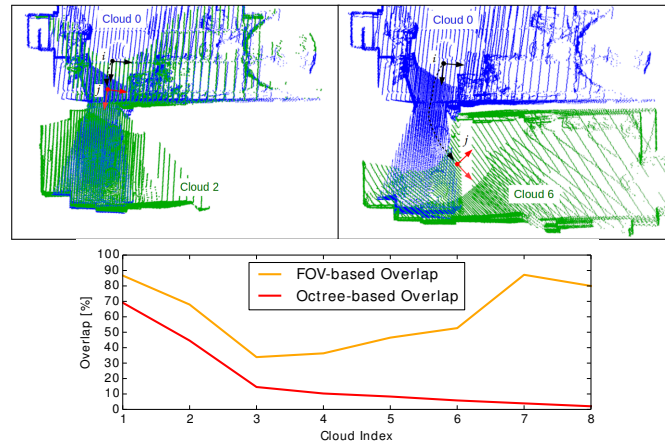 Cloud 0
i
i
Cloud 2
Cloud 0
j
Cloud 6
100
90
80
70
60
50
40
30
20
10
0
Overlap [%]
FOV-based Overlap
Octree-based Overlap
1 2 3 4 5 6 7 8
Cloud Index